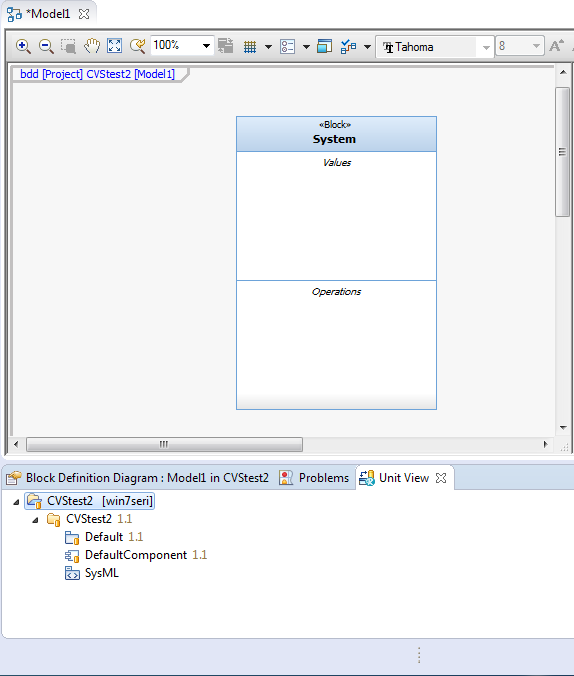 *Model1
100% Tahoma 8 A
bdd [Project] CVStest2 [Model1]
«Block»
System
Values
Operations
Block Definition Diagram : Model1 in CVStest2 Problems Unit View
CVStest2 [win7seri]
CVStest2 1.1
Default 1.1
DefaultComponent 1.1
SysML